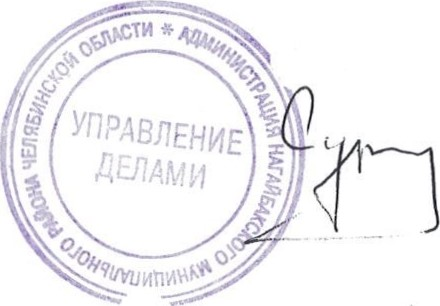 АДМИНИСТРАЦИЯ НАГАЙБАКСКОГО МУНИЦИПАЛЬНОГО РАЙОНА ЧЕЛЯБИНСКОЙ ОБЛАСТИ *
УПРАВЛЕНИЕ
ДЕЛАМИ